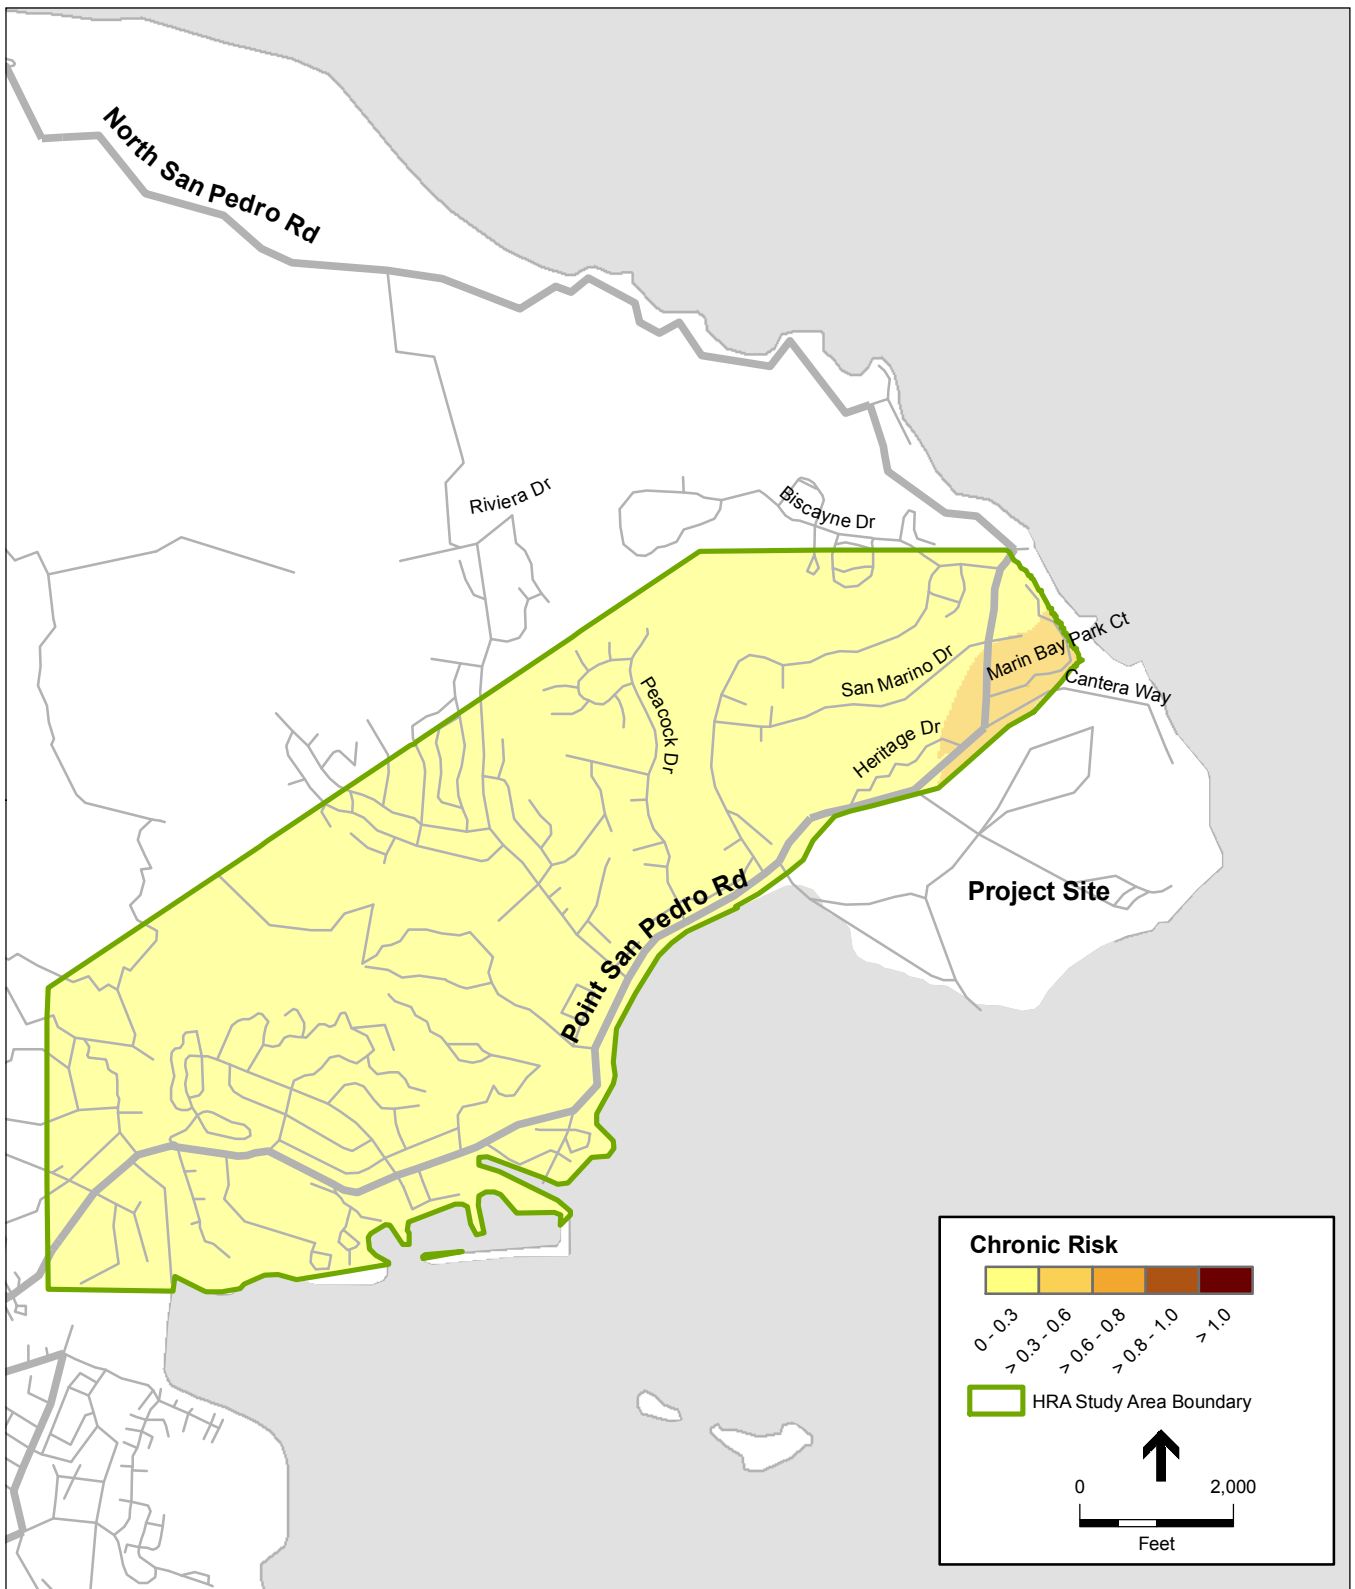 North San Pedro Rd
Riviera Dr
Biscayne Dr
Marin Bay Park Ct
San Marino Dr
Cantera Way
Peacock Dr
Heritage Dr
Point San Pedro Rd
Project Site
Chronic Risk
0 - 0.3
> 0.3 - 0.6
> 0.6 - 0.8
> 0.8 - 1.0
> 1.0
HRA Study Area Boundary
0 2,000
Feet